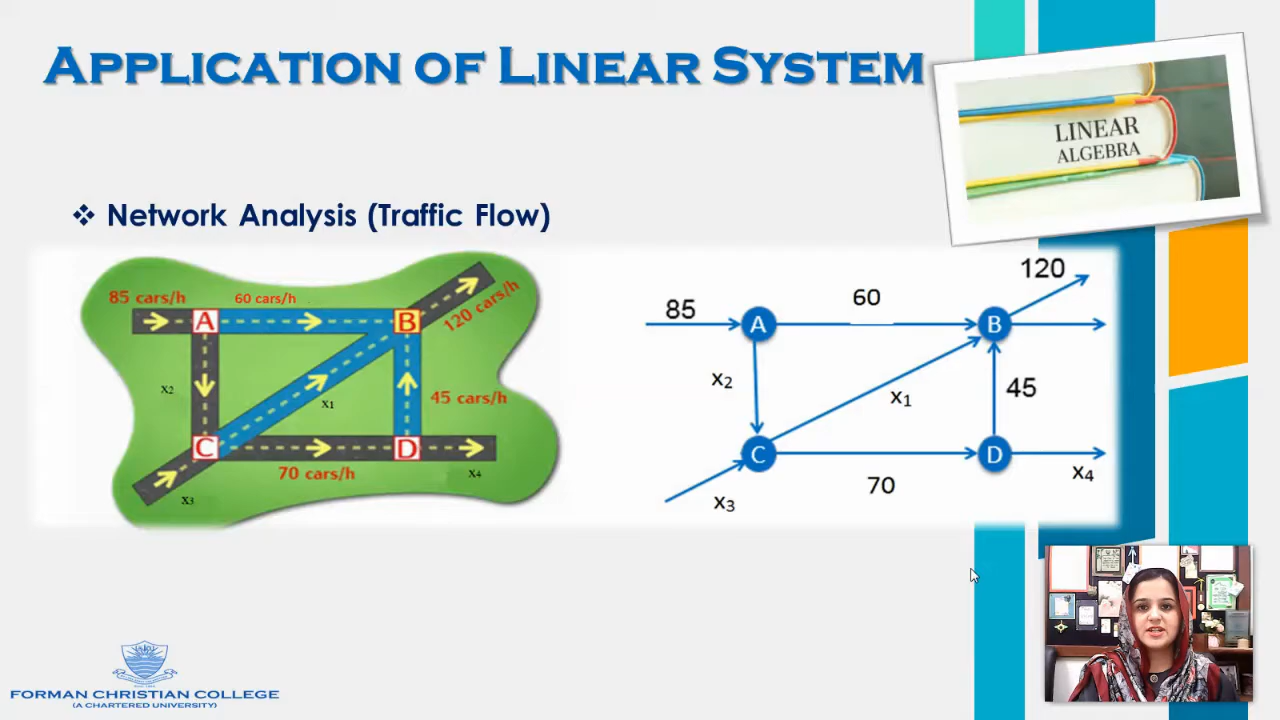 APPLICATION OF LINEAR SYSTEM
LINEAR
ALGEBRA
❖ Network Analysis (Traffic Flow)
85 cars/h
60 cars/h
120 cars/h
A
B
x₂
x₁
45 cars/h
C
D
70 cars/h
x₄
x₃
120
85
60
A
B
x₂
x₁
45
C
D
x₃
70
x₄
FORMAN CHRISTIAN COLLEGE
(A CHARTERED UNIVERSITY)